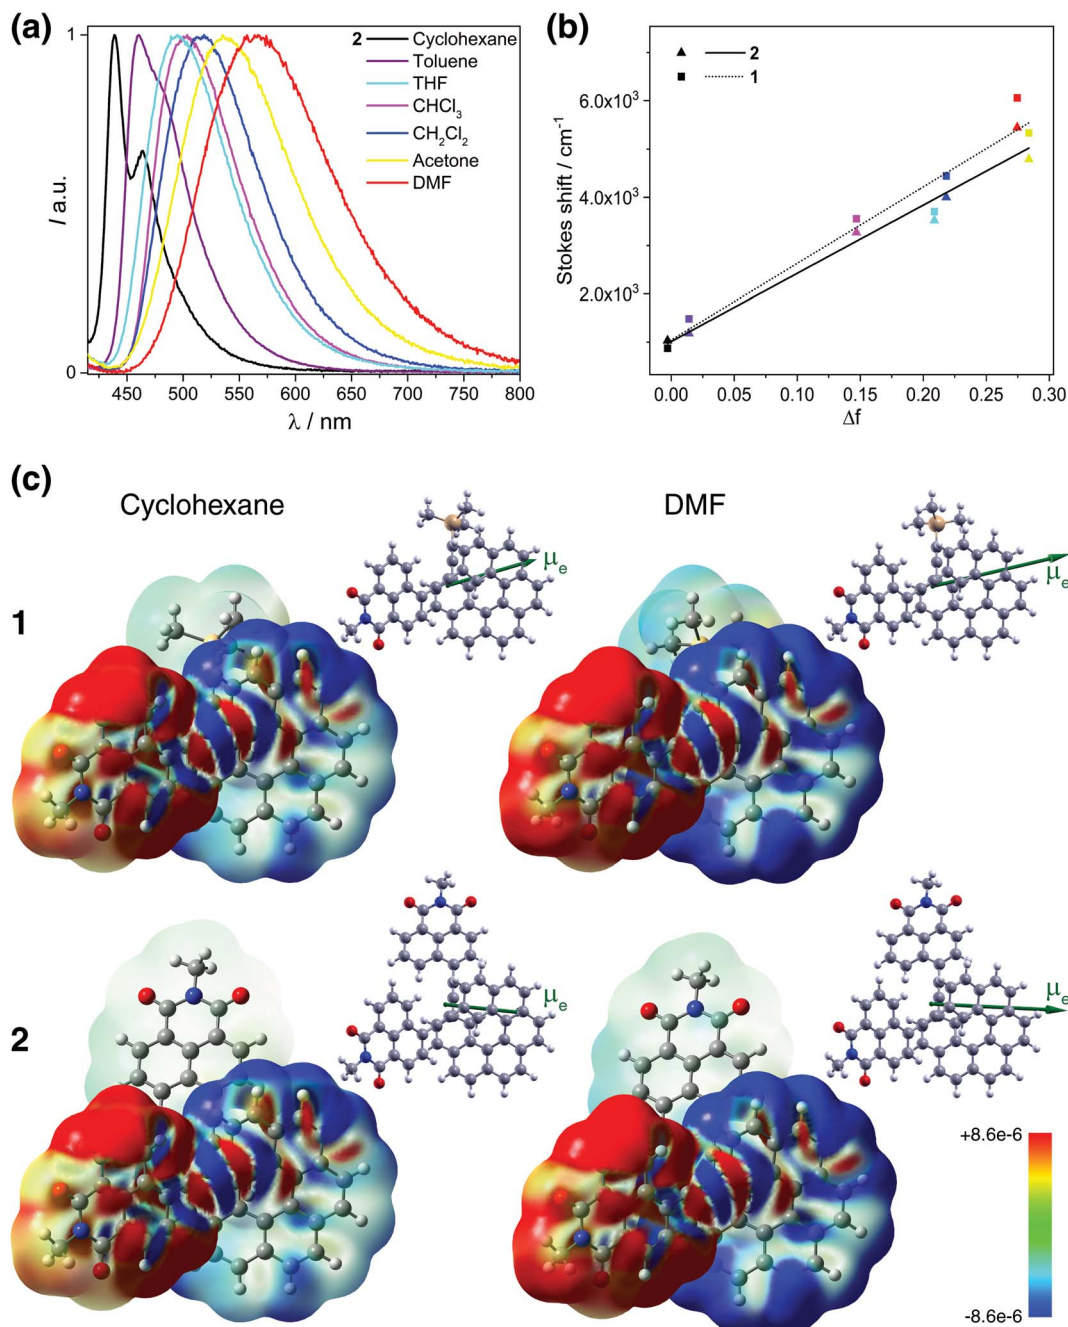 (a)
2 Cyclohexane
Toluene
THF
CHCl₃
CH₂Cl₂
Acetone
DMF
1
0
I / a.u.
450 500 550 600 650 700 750 800
λ / nm
(b)
2
1
6.0x10³
4.0x10³
2.0x10³
Stokes shift / cm⁻¹
0.00 0.05 0.10 0.15 0.20 0.25 0.30
Δf
(c)
Cyclohexane
DMF
1
μₑ
μₑ
2
μₑ
μₑ
+8.6e-6
-8.6e-6